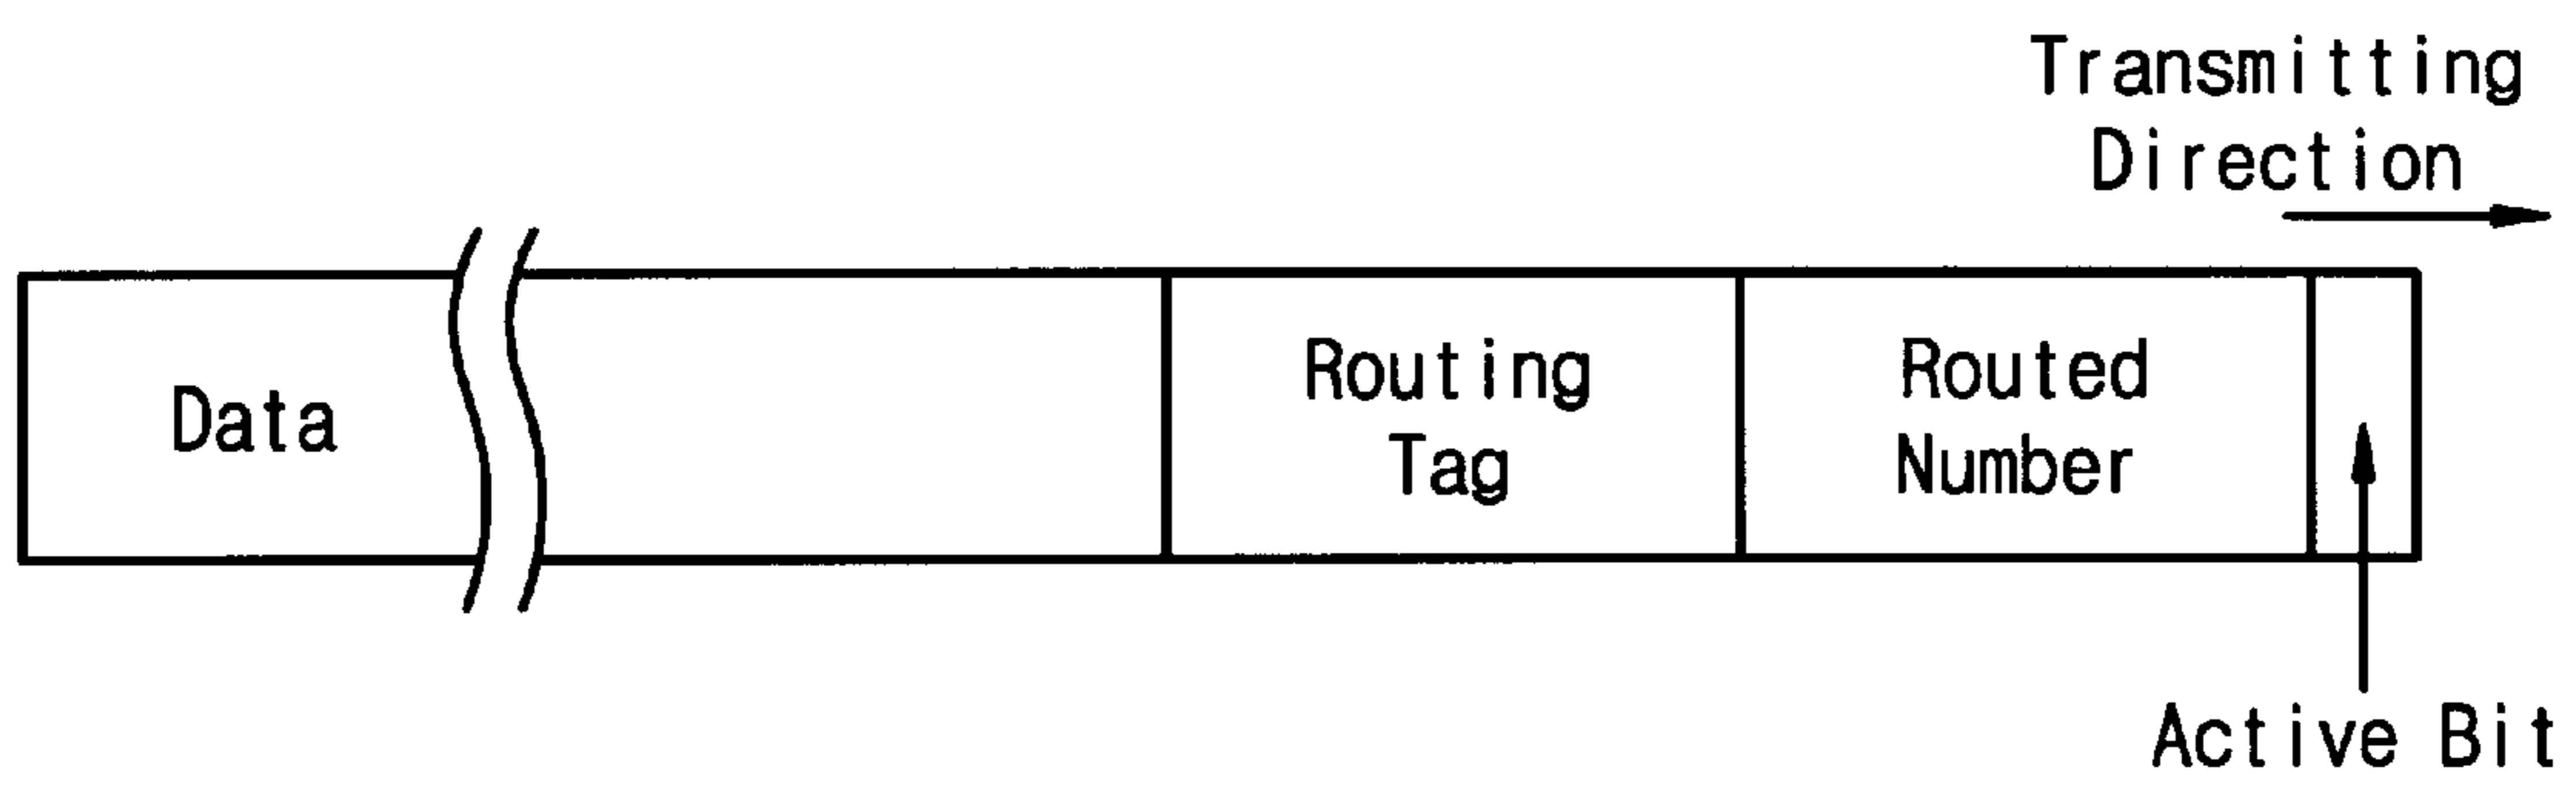 Transmitting
Direction
Data
Routing
Tag
Routed
Number
Active Bit